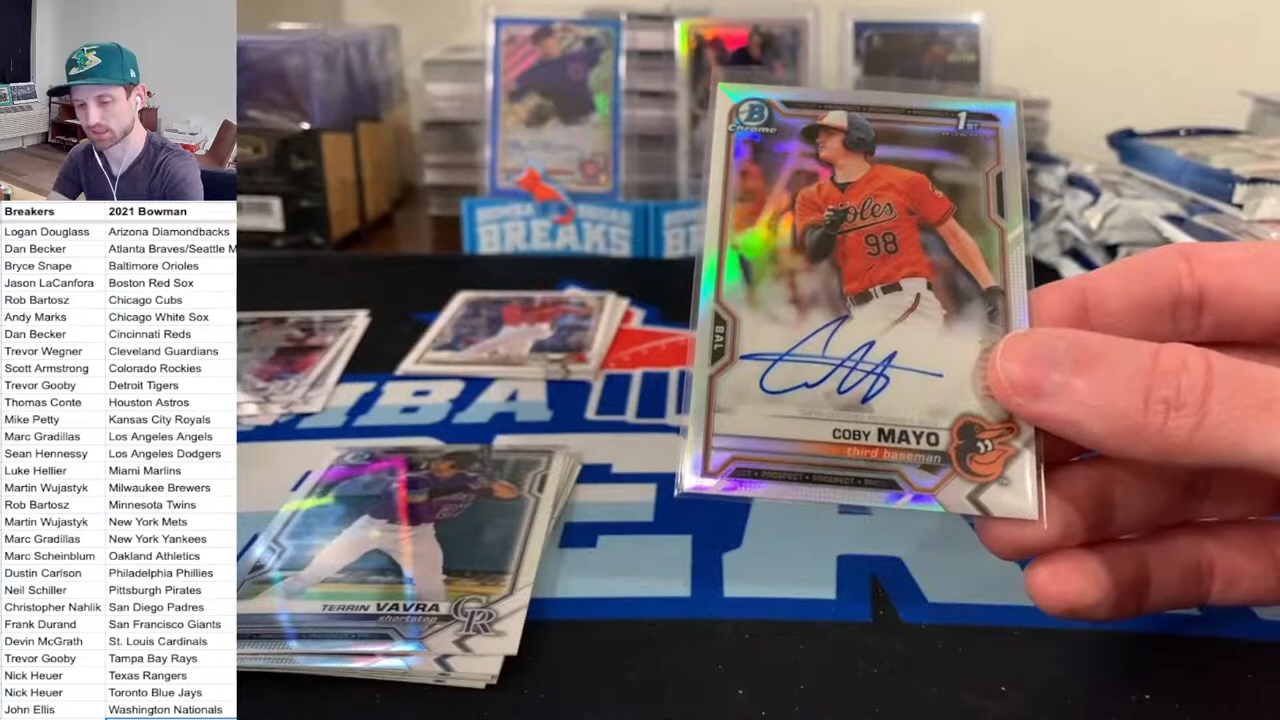 Breakers 2021 Bowman
Logan Douglass Arizona Diamondbacks
Dan Becker Atlanta Braves/Seattle M
Bryce Snape Baltimore Orioles
Jason LaCanfora Boston Red Sox
Rob Bartosz Chicago Cubs
Andy Marks Chicago White Sox
Dan Becker Cincinnati Reds
Trevor Wegner Cleveland Guardians
Scott Armstrong Colorado Rockies
Trevor Gooby Detroit Tigers
Thomas Conte Houston Astros
Mike Petty Kansas City Royals
Marc Gradillas Los Angeles Angels
Sean Hennessy Los Angeles Dodgers
Luke Hellier Miami Marlins
Martin Wujastyk Milwaukee Brewers
Rob Bartosz Minnesota Twins
Martin Wujastyk New York Mets
Marc Gradillas New York Yankees
Marc Scheinblum Oakland Athletics
Dustin Carlson Philadelphia Phillies
Neil Schiller Pittsburgh Pirates
Christopher Nahlik San Diego Padres
Frank Durand San Francisco Giants
Devin McGrath St. Louis Cardinals
Trevor Gooby Tampa Bay Rays
Nick Heuer Texas Rangers
Nick Heuer Toronto Blue Jays
John Ellis Washington Nationals
BREAKS
B
Chrome
1ST
Orioles
98
BAL
COBY MAYO
third baseman
PROSPECT • PROSPECT
TERRIN VAVRA
shortstop
CR